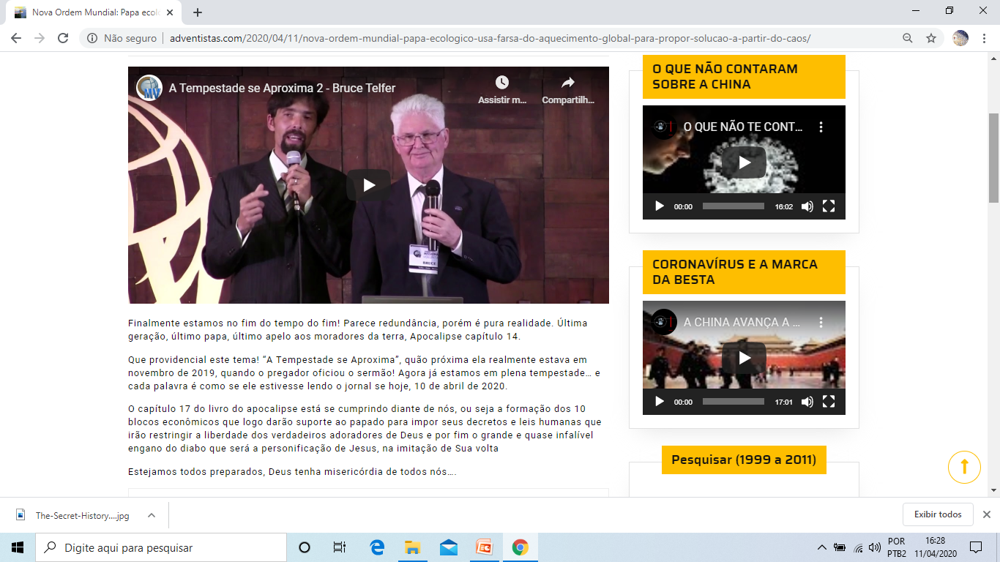 Nova Ordem Mundial: Papa ecolo
Não seguro
adventistas.com/2020/04/11/nova-ordem-mundial-papa-ecologico-usa-farsa-do-aquecimento-global-para-propor-solucao-a-partir-do-caos/
A Tempestade se Aproxima 2 - Bruce Telfer
Assistir m...
Compartilh...
BRUCE
Finalmente estamos no fim do tempo do fim! Parece redundância, porém é pura realidade. Última
geração, último papa, último apelo aos moradores da terra, Apocalipse capítulo 14.
Que providencial este tema! “A Tempestade se Aproxima”, quão próxima ela realmente estava em
novembro de 2019, quando o pregador oficiou o sermão! Agora já estamos em plena tempestade… e
cada palavra é como se ele estivesse lendo o jornal se hoje, 10 de abril de 2020.
O capítulo 17 do livro do apocalipse está se cumprindo diante de nós, ou seja a formação dos 10
blocos econômicos que logo darão suporte ao papado para impor seus decretos e leis humanas que
irão restringir a liberdade dos verdadeiros adoradores de Deus e por fim o grande e quase infalível
engano do diabo que será a personificação de Jesus, na imitação de Sua volta
Estejamos todos preparados, Deus tenha misericórdia de todos nós….
O QUE NÃO CONTARAM
SOBRE A CHINA
O QUE NÃO TE CONT...
00:00
16:02
CORONAVÍRUS E A MARCA
DA BESTA
A CHINA AVANÇA A ...
00:00
17:01
Pesquisar (1999 a 2011)
The-Secret-History....jpg
Exibir todos
Digite aqui para pesquisar
POR
PTB2
16:28
11/04/2020